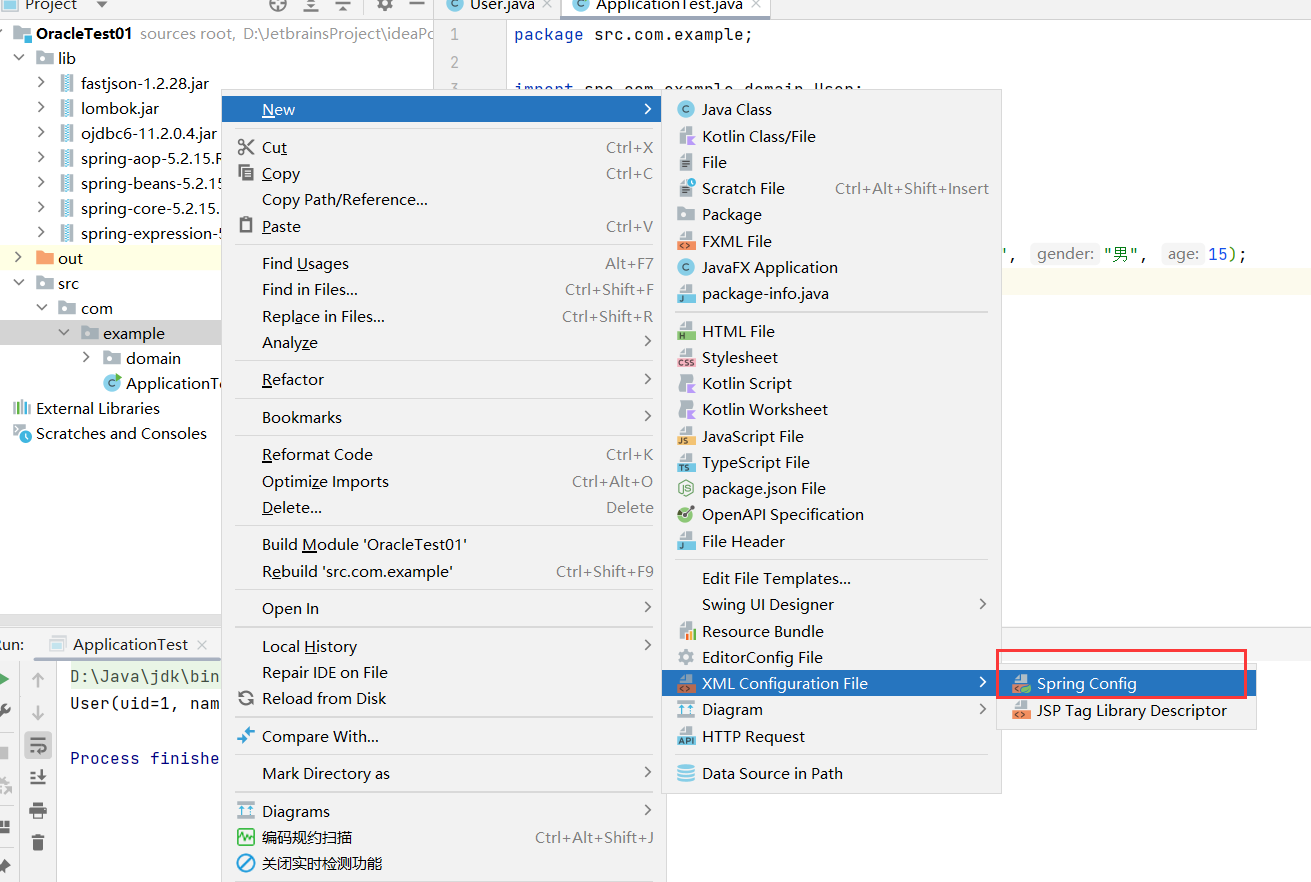 Project
User.java
ApplicationTest.java
OracleTest01 sources root, D:\JetbrainsProject\ideaPo
lib
fastjson-1.2.28.jar
lombok.jar
ojdbc6-11.2.0.4.jar
spring-aop-5.2.15.R
spring-beans-5.2.15
spring-core-5.2.15.
spring-expression-5
out
src
com
example
domain
ApplicationTe
External Libraries
Scratches and Consoles
1 package src.com.example;
2
3 import src.com.example.domain.User;
", gender: "男", age: 15);
New
Cut Ctrl+X
Copy Ctrl+C
Copy Path/Reference...
Paste Ctrl+V
Find Usages Alt+F7
Find in Files... Ctrl+Shift+F
Replace in Files... Ctrl+Shift+R
Analyze
Refactor
Bookmarks
Reformat Code Ctrl+K
Optimize Imports Ctrl+Alt+O
Delete... Delete
Build Module 'OracleTest01'
Rebuild 'src.com.example' Ctrl+Shift+F9
Open In
Local History
Repair IDE on File
Reload from Disk
Compare With...
Mark Directory as
Diagrams
编码规约扫描 Ctrl+Alt+Shift+J
关闭实时检测功能
Java Class
Kotlin Class/File
File
Scratch File Ctrl+Alt+Shift+Insert
Package
FXML File
JavaFX Application
package-info.java
HTML File
Stylesheet
Kotlin Script
Kotlin Worksheet
JavaScript File
TypeScript File
package.json File
OpenAPI Specification
File Header
Edit File Templates...
Swing UI Designer
Resource Bundle
EditorConfig File
XML Configuration File
Diagram
HTTP Request
Data Source in Path
Spring Config
JSP Tag Library Descriptor
un: ApplicationTest
D:\Java\jdk\bin
User(uid=1, nam
Process finishe